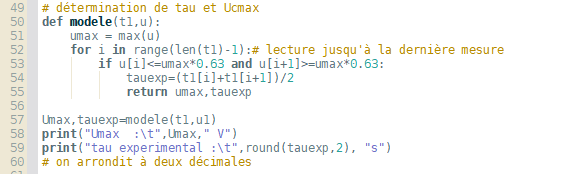 49 # détermination de tau et Ucmax
50 def modele(t1,u):
51     umax = max(u)
52     for i in range(len(t1)-1):# lecture jusqu'à la dernière mesure
53         if u[i]<=umax*0.63 and u[i+1]>=umax*0.63:
54             tauexp=(t1[i]+t1[i+1])/2
55             return umax,tauexp
56
57 Umax,tauexp=modele(t1,u1)
58 print("Umax  :\t",Umax," V")
59 print("tau experimental :\t",round(tauexp,2), "s")
60 # on arrondit à deux décimales